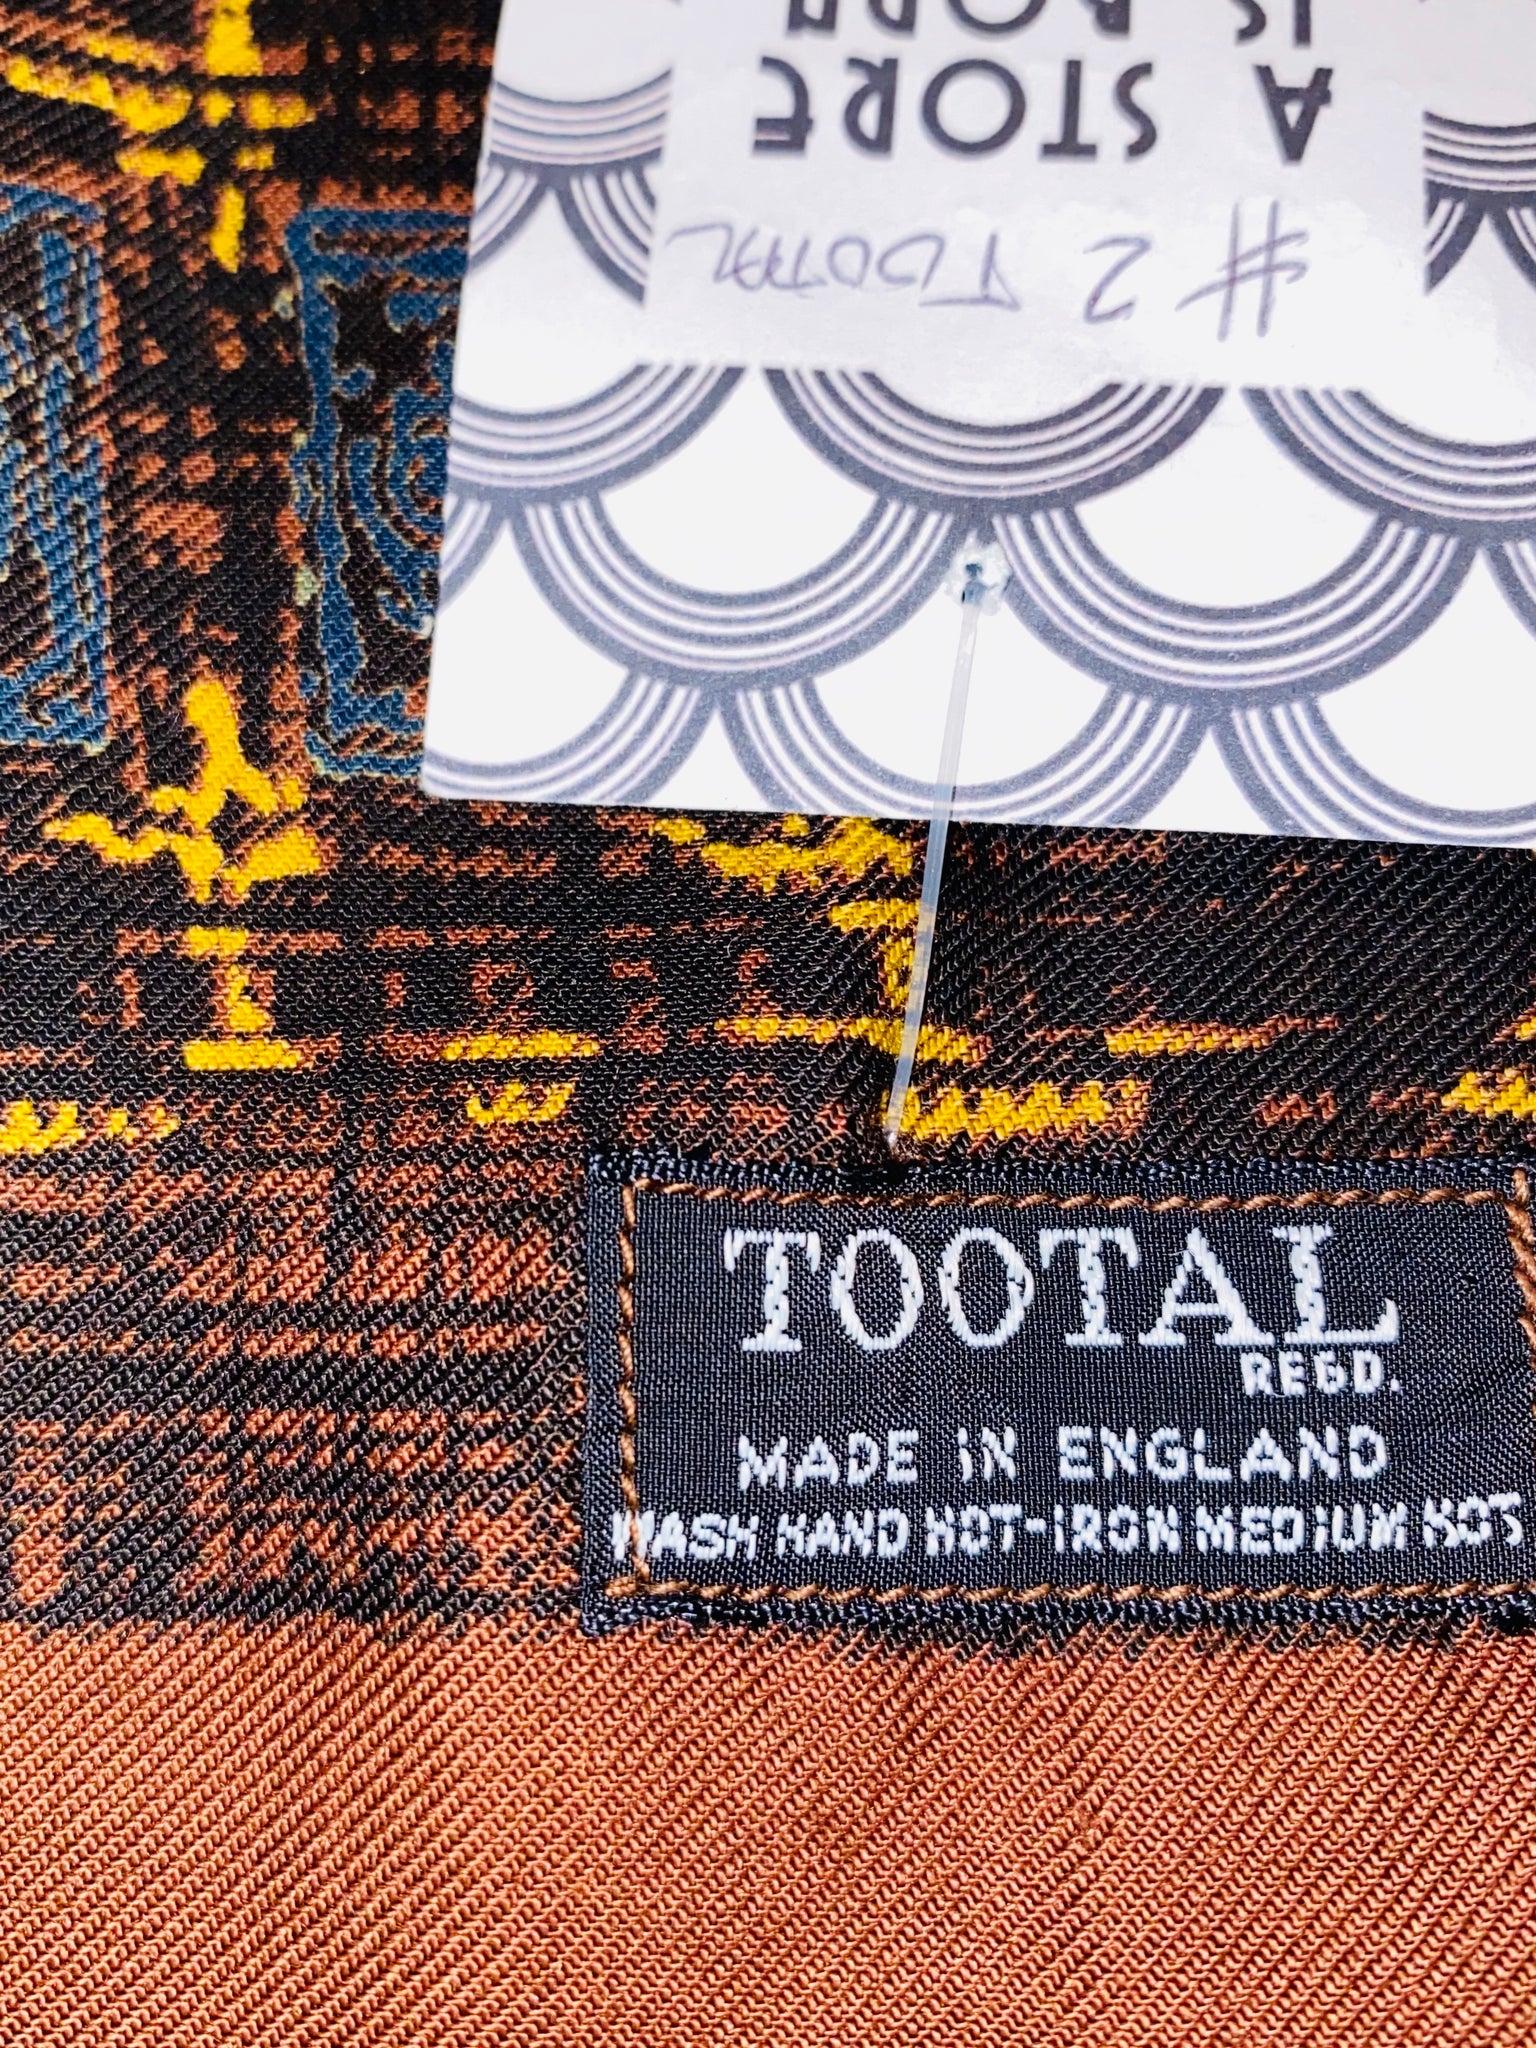 A STORE
IS BORN
# 2 TOOTAL
TOOTAL
REGD.
MADE IN ENGLAND
WASH HAND HOT-IRON MEDIUM HOT